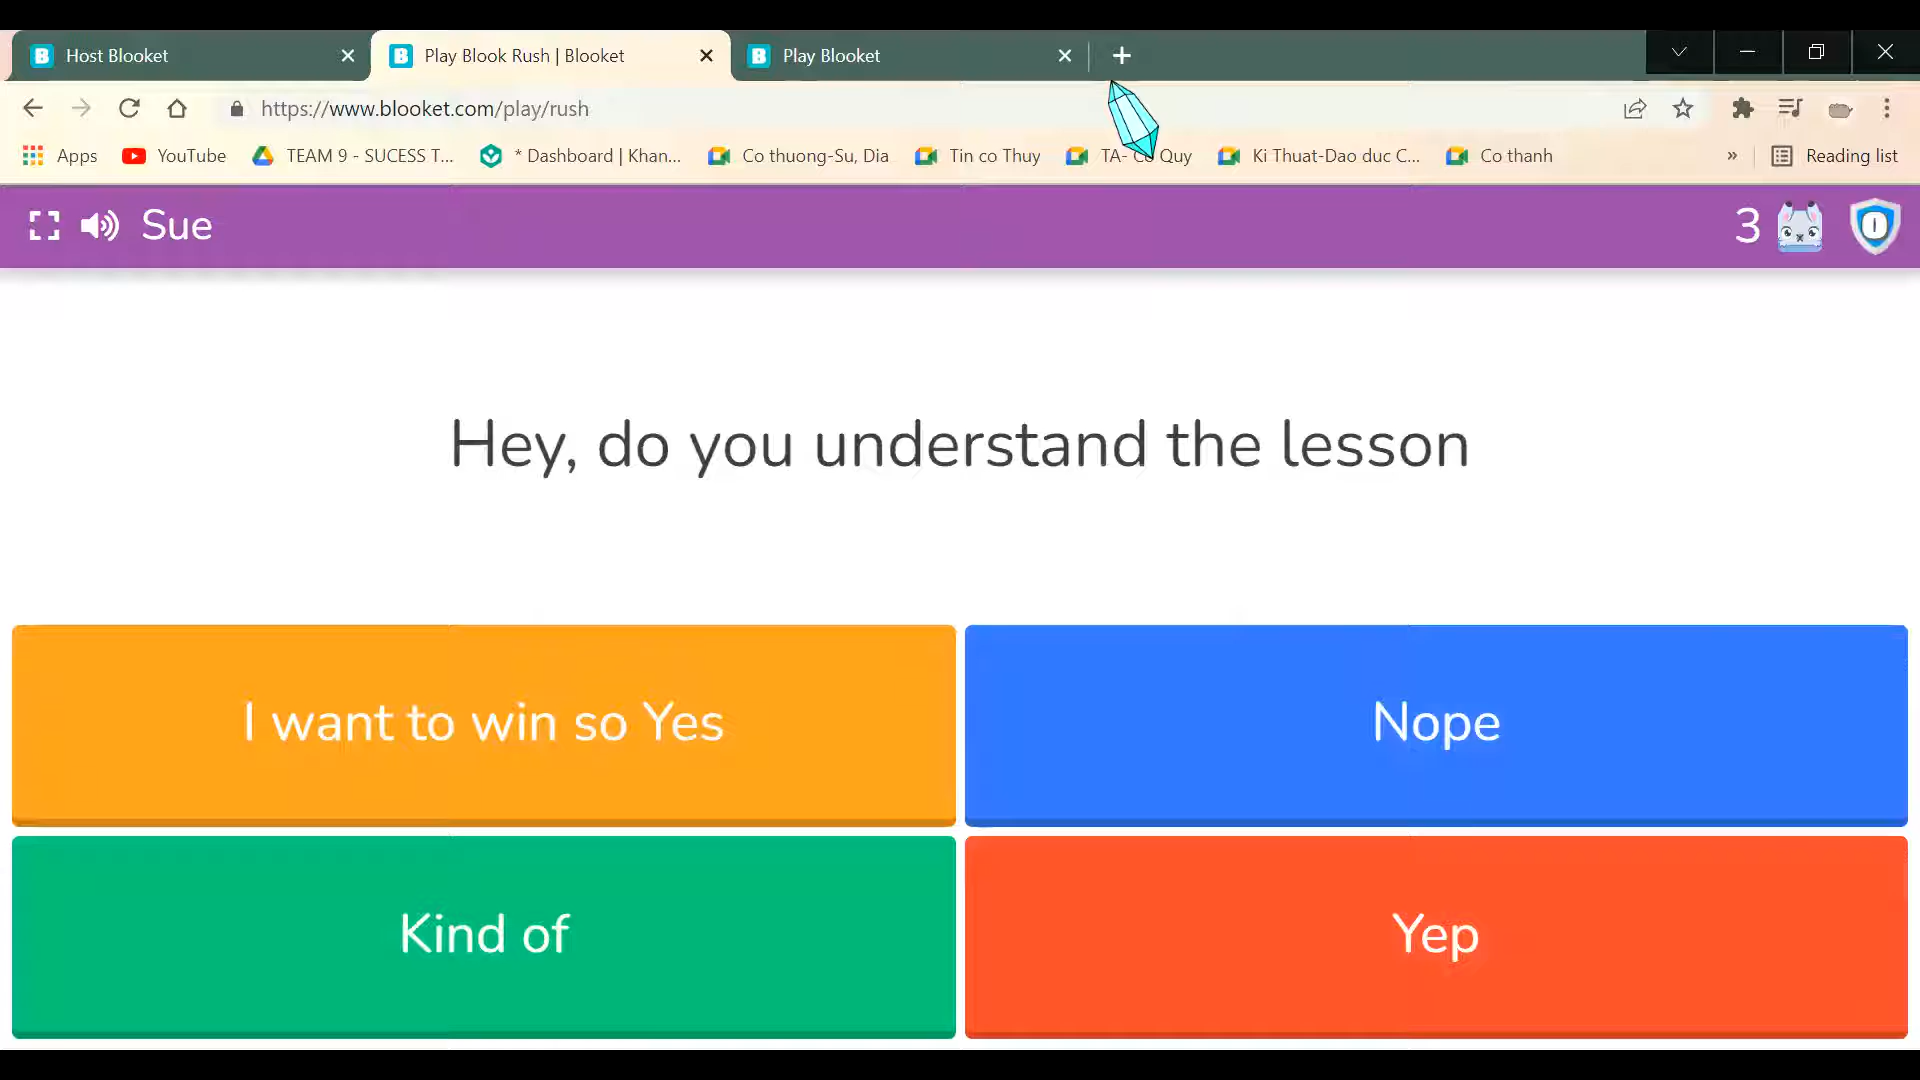 Host Blooket
Play Blook Rush | Blooket
Play Blooket
https://www.blooket.com/play/rush
Apps
YouTube
TEAM 9 - SUCESS T...
* Dashboard | Khan...
Co thuong-Su, Dia
Tin co Thuy
TA- Co Quy
Ki Thuat-Dao duc C...
Co thanh
»
Reading list
Sue
3
Hey, do you understand the lesson
I want to win so Yes
Nope
Kind of
Yep